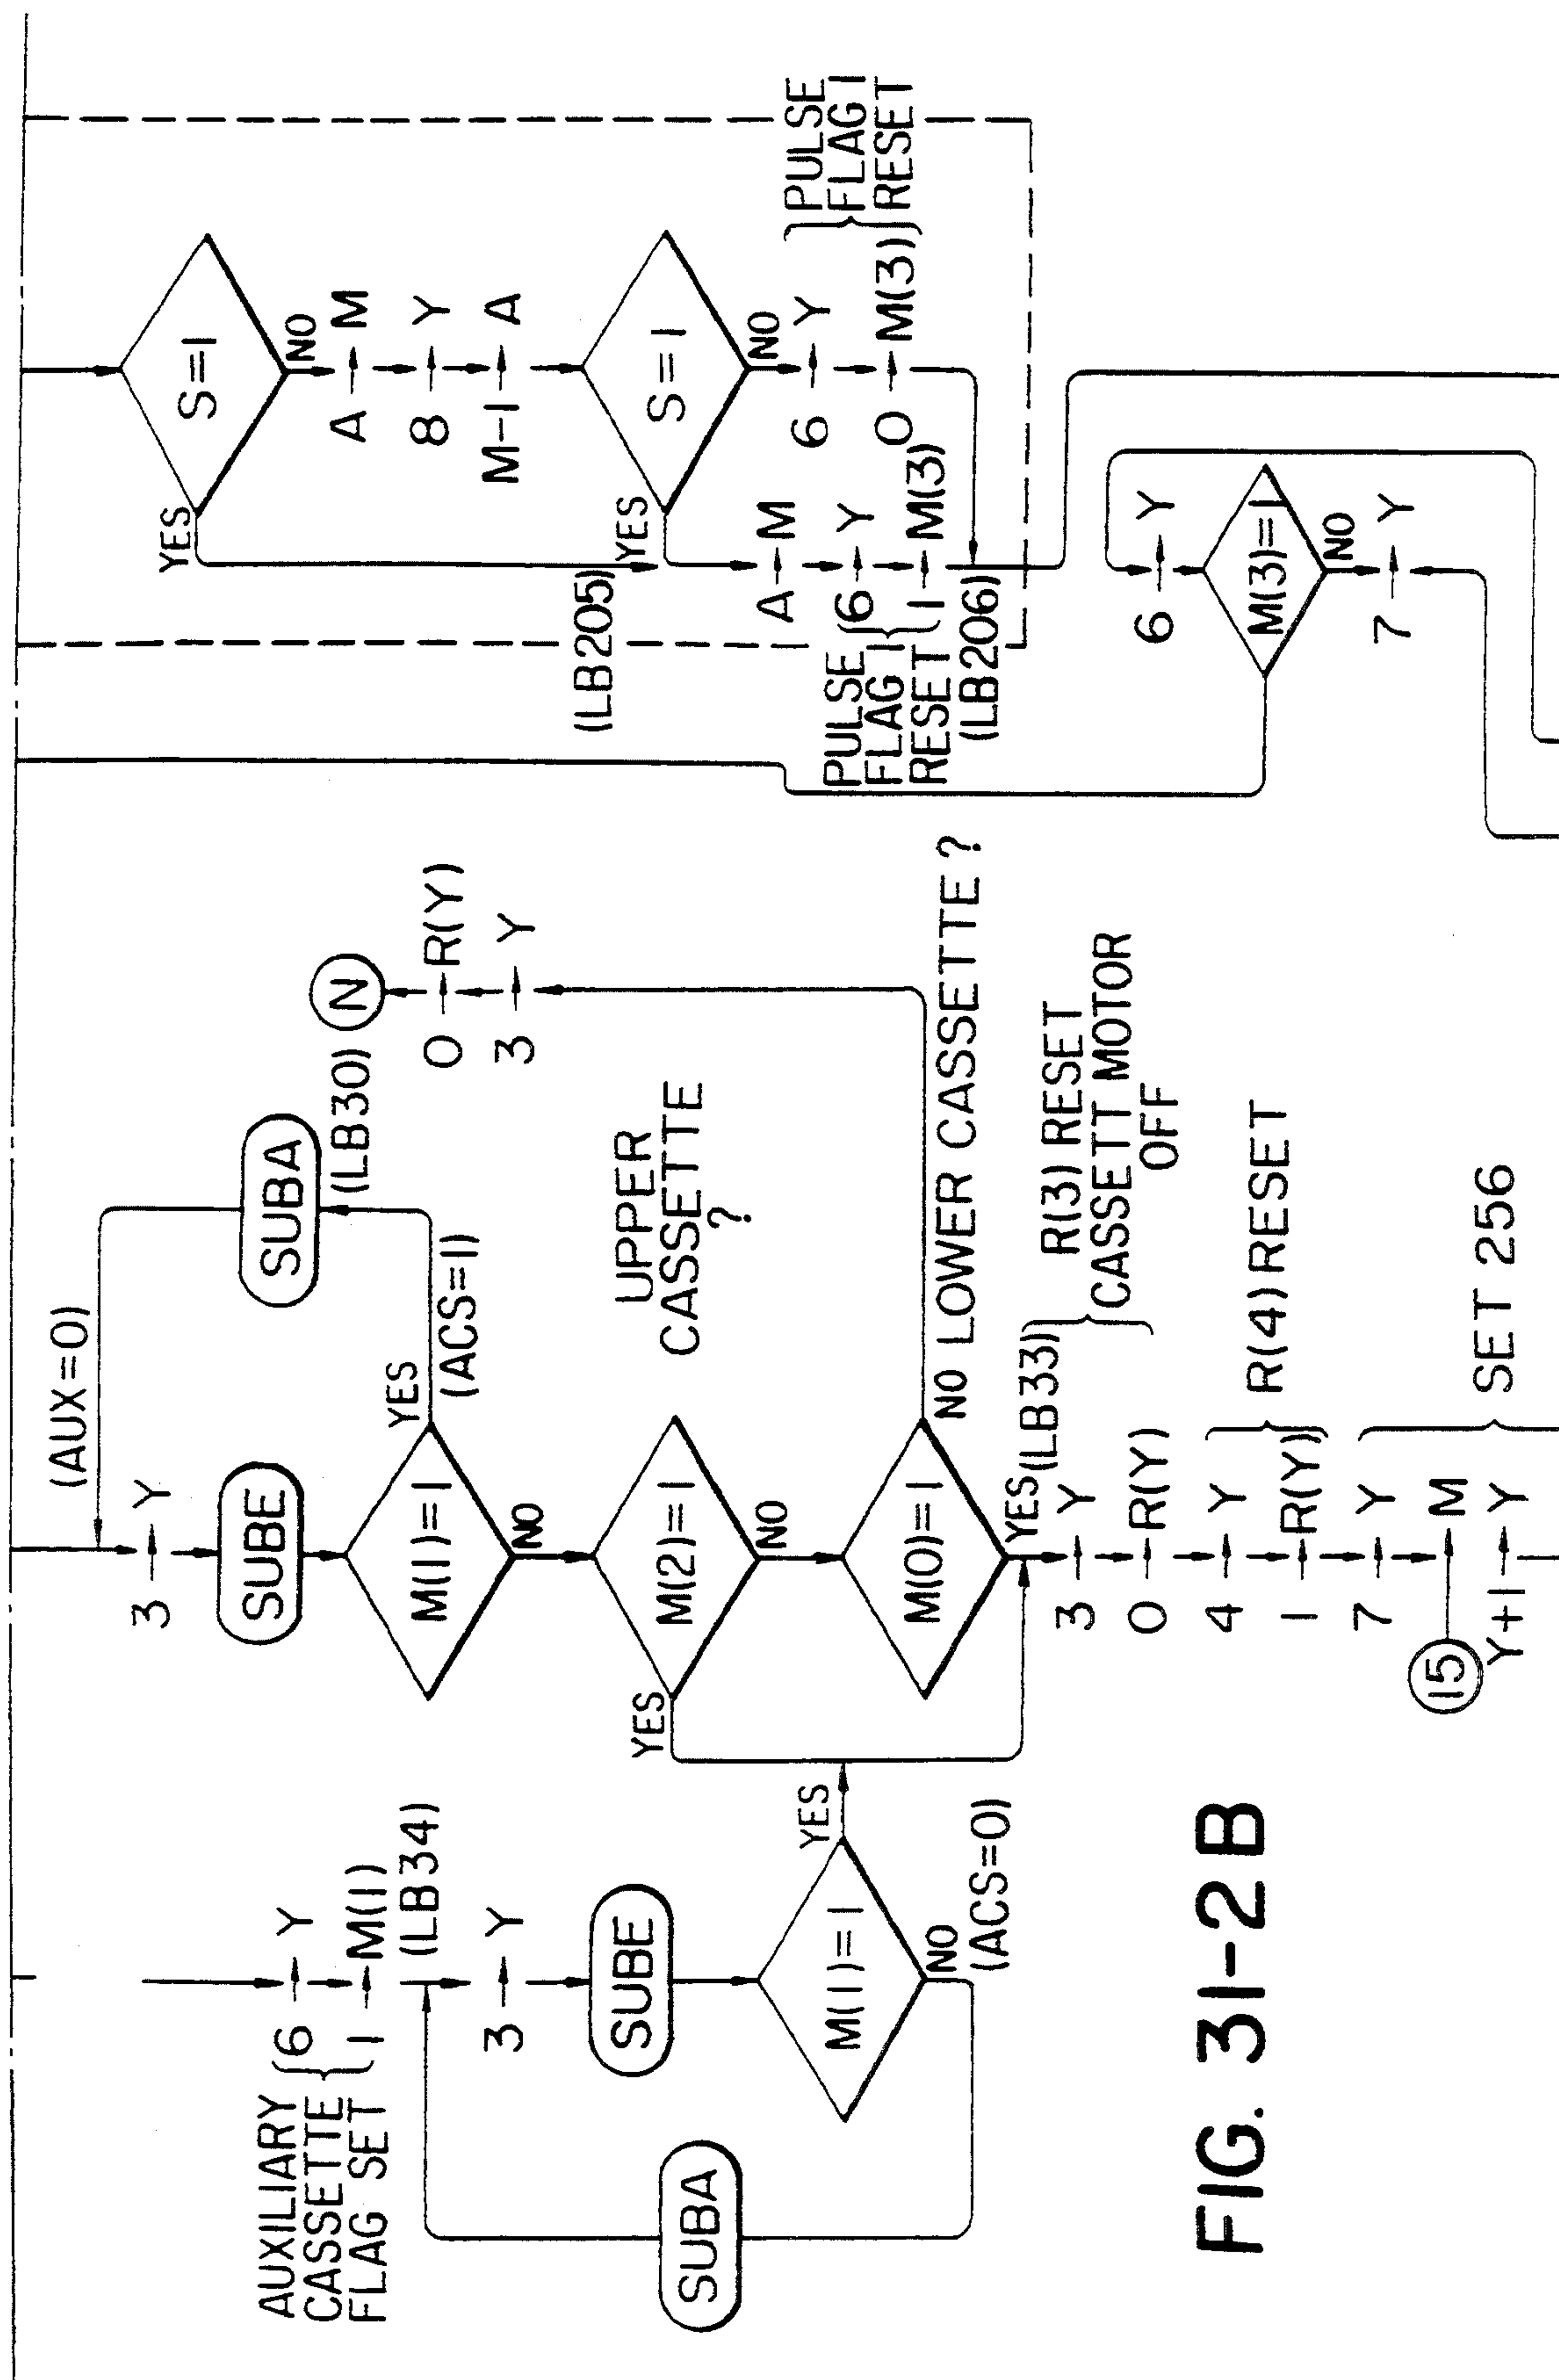 AUXILIARY
CASSETTE
FLAG SET
6 → Y
1 → M(1)
(LB34)
3 → Y
SUBE
M(1)=1
YES
NO
(ACS=0)
SUBA
(AUX=0)
3 → Y
SUBE
M(1)=1
YES
(ACS=1)
NO
SUBA
(LB30)
N
0 → R(Y)
3 → Y
M(2)=1
YES
NO
UPPER
CASSETTE
?
M(0)=1
NO LOWER CASSETTE ?
YES
(LB33)
3 → Y
0 → R(Y)
R(3) RESET
CASSETT MOTOR
OFF
4 → Y
1 → R(Y)
R(4) RESET
7 → Y
15 M
Y+1 → Y
SET 256
S=1
YES
NO
A → M
8 → Y
M-1 → A
S=1
YES
NO
(LB205)
6 → Y
0 → M(3)
PULSE
FLAG 1
RESET
A → M
6 → Y
1 → M(3)
PULSE
FLAG 1
RESET
(LB206)
6 → Y
M(3)=1
NO
7 → Y
FIG. 31-2B